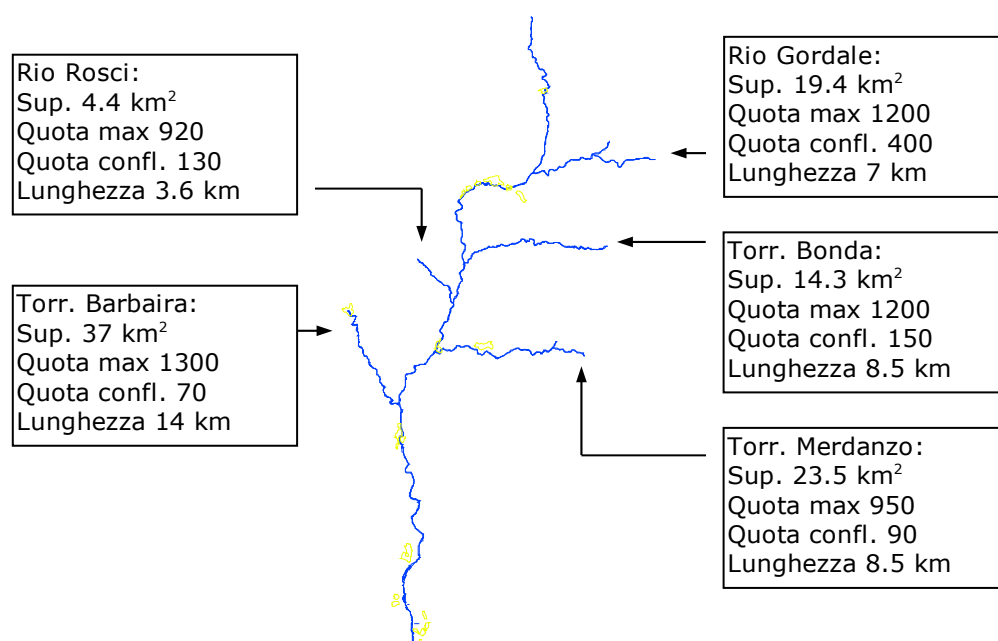 Rio Rosci:
Sup. 4.4 km²
Quota max 920
Quota confl. 130
Lunghezza 3.6 km
Torr. Barbaira:
Sup. 37 km²
Quota max 1300
Quota confl. 70
Lunghezza 14 km
Rio Gordale:
Sup. 19.4 km²
Quota max 1200
Quota confl. 400
Lunghezza 7 km
Torr. Bonda:
Sup. 14.3 km²
Quota max 1200
Quota confl. 150
Lunghezza 8.5 km
Torr. Merdanzo:
Sup. 23.5 km²
Quota max 950
Quota confl. 90
Lunghezza 8.5 km